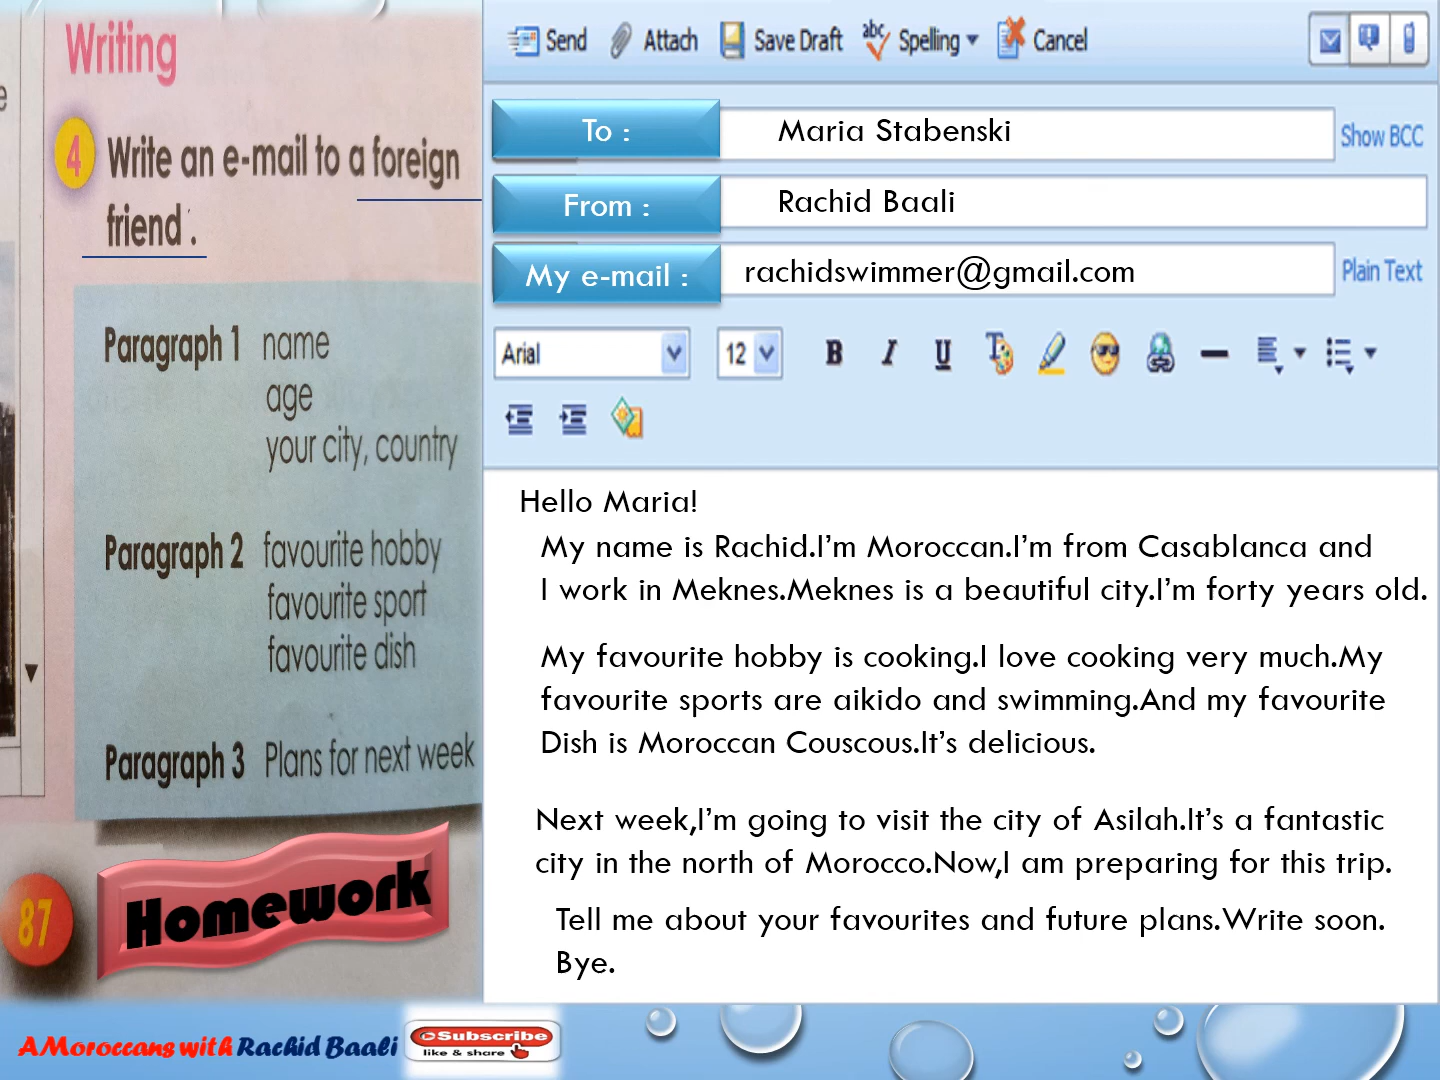 Writing
4 Write an e-mail to a foreign
friend .
Paragraph 1 name
age
your city, country
Paragraph 2 favourite hobby
favourite sport
favourite dish
Paragraph 3 Plans for next week
87
Homework
Send Attach Save Draft abc Spelling Cancel
To : Maria Stabenski Show BCC
From : Rachid Baali
My e-mail : rachidswimmer@gmail.com Plain Text
Arial 12 B I U T
Hello Maria!
My name is Rachid.I'm Moroccan.I'm from Casablanca and
I work in Meknes.Meknes is a beautiful city.I'm forty years old.
My favourite hobby is cooking.I love cooking very much.My
favourite sports are aikido and swimming.And my favourite
Dish is Moroccan Couscous.It's delicious.
Next week,I'm going to visit the city of Asilah.It's a fantastic
city in the north of Morocco.Now,I am preparing for this trip.
Tell me about your favourites and future plans.Write soon.
Bye.
AMoroccans with Rachid Baali
Subscribe
like & share